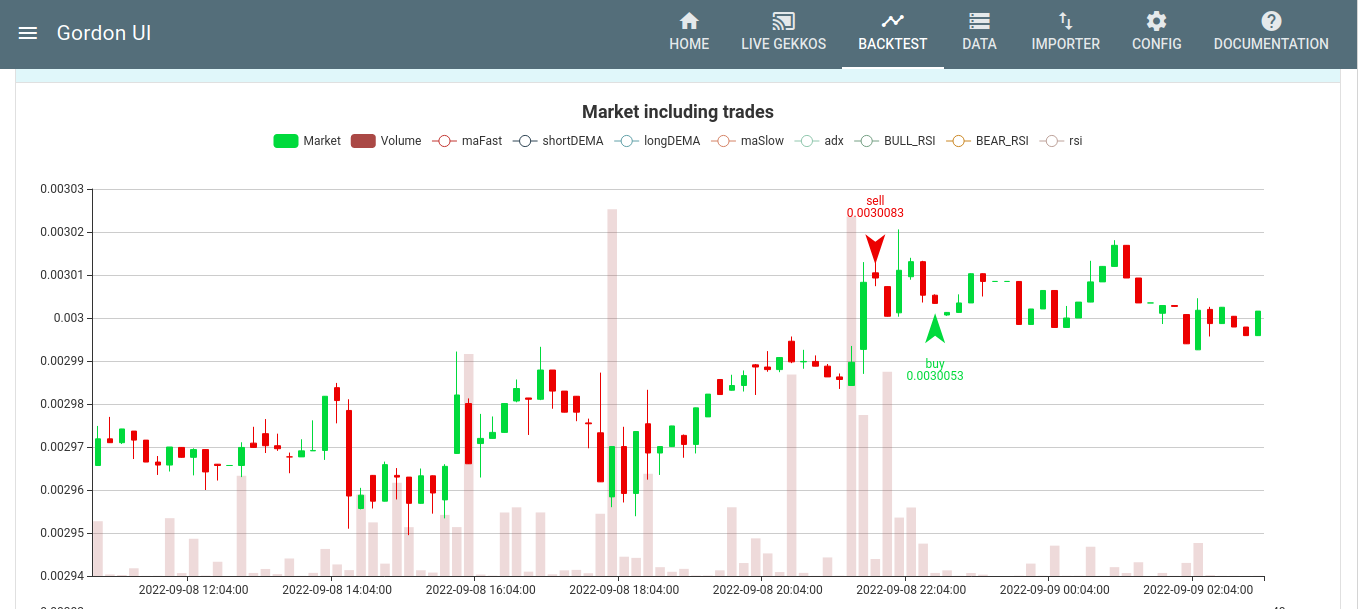 Gordon UI
HOME
LIVE GEKKOS
BACKTEST
DATA
IMPORTER
CONFIG
DOCUMENTATION
Market including trades
Market Volume maFast shortDEMA longDEMA maSlow adx BULL_RSI BEAR_RSI rsi
0.00303
0.00302
0.00301
0.003
0.00299
0.00298
0.00297
0.00296
0.00295
0.00294
sell
0.0030083
buy
0.0030053
2022-09-08 12:04:00 2022-09-08 14:04:00 2022-09-08 16:04:00 2022-09-08 18:04:00 2022-09-08 20:04:00 2022-09-08 22:04:00 2022-09-09 00:04:00 2022-09-09 02:04:00